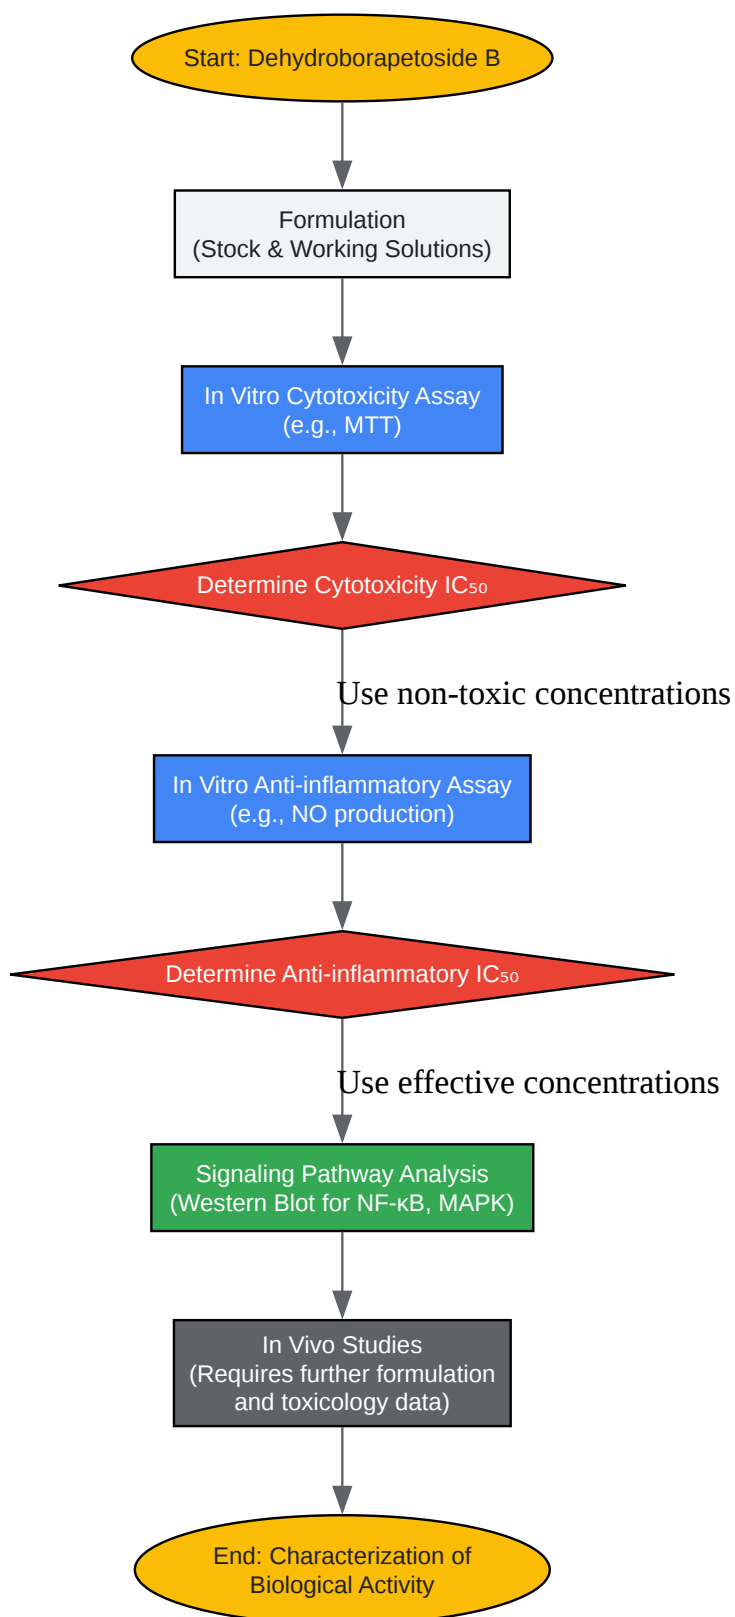 Start: Dehydroborapetoside B
Formulation
(Stock & Working Solutions)
In Vitro Cytotoxicity Assay
(e.g., MTT)
Determine Cytotoxicity IC₅₀
Use non-toxic concentrations
In Vitro Anti-inflammatory Assay
(e.g., NO production)
Determine Anti-inflammatory IC₅₀
Use effective concentrations
Signaling Pathway Analysis
(Western Blot for NF-κB, MAPK)
In Vivo Studies
(Requires further formulation
and toxicology data)
End: Characterization of
Biological Activity